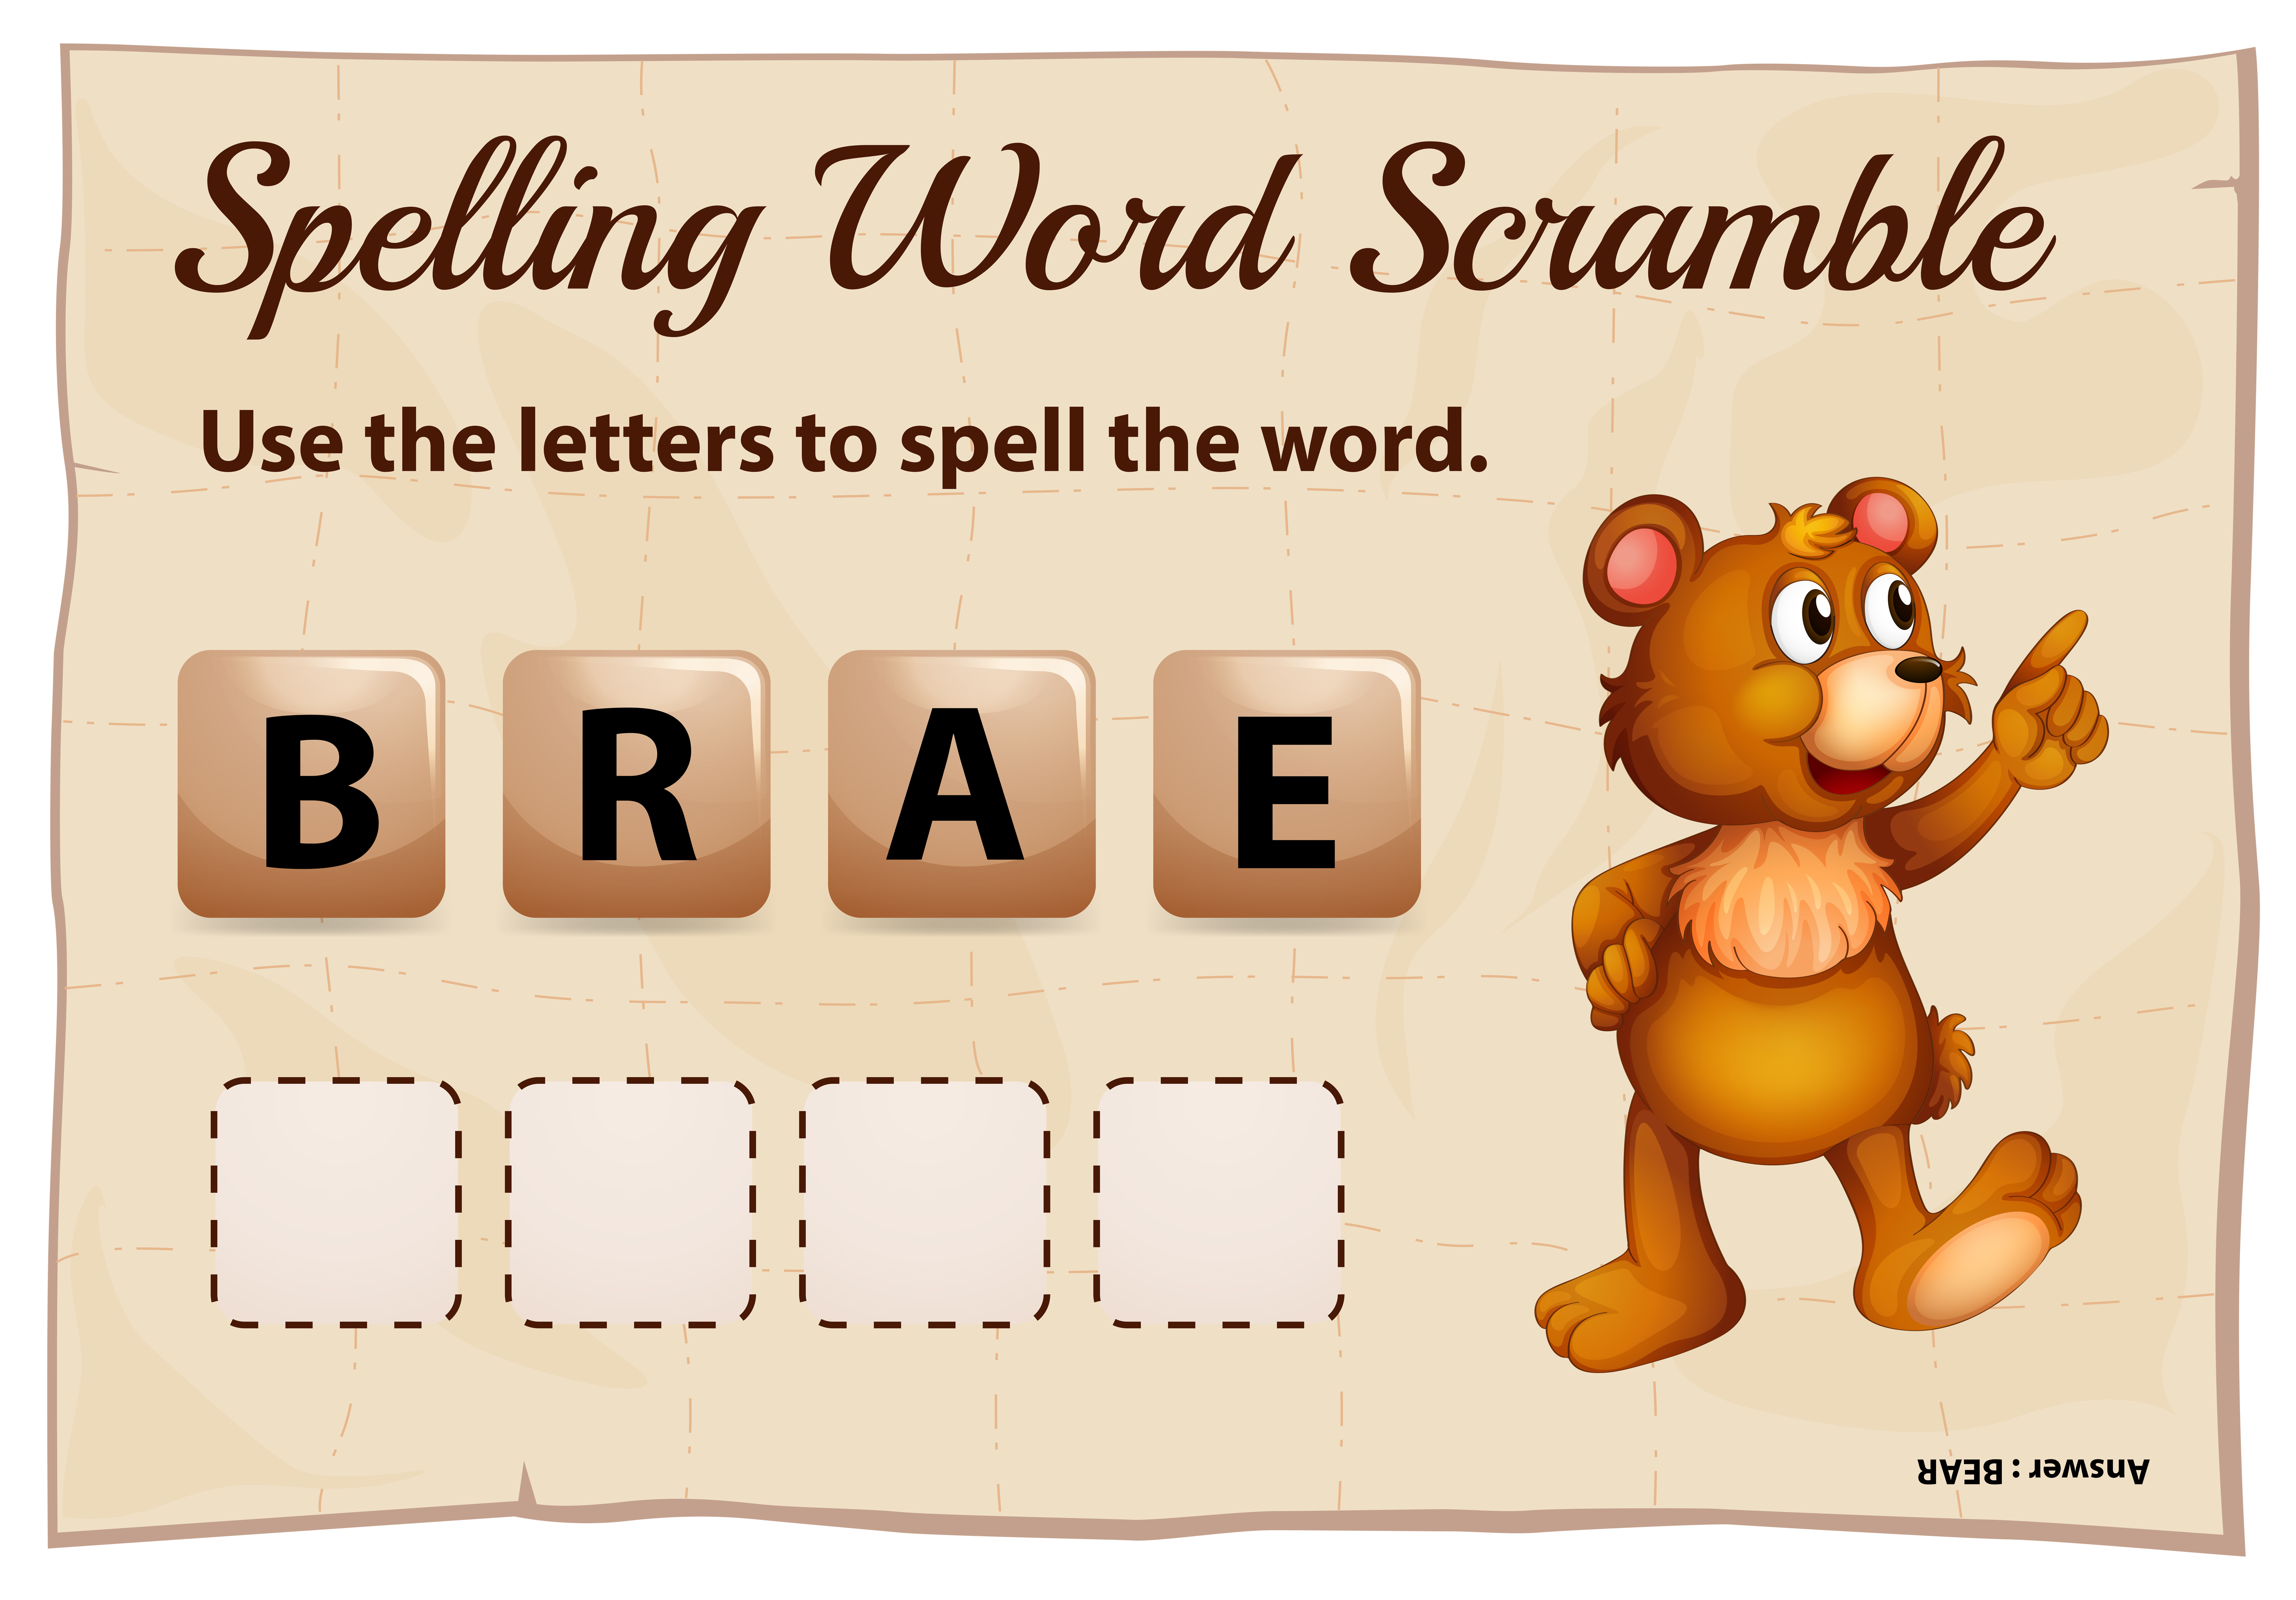 Spelling Word Scramble
Use the letters to spell the word.
B R A E
Answer : BEAR